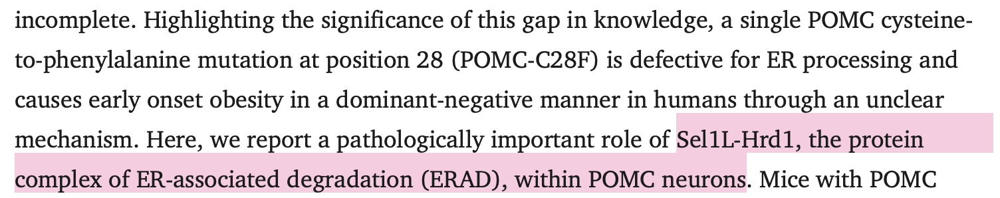 incomplete. Highlighting the significance of this gap in knowledge, a single POMC cysteine-
to-phenylalanine mutation at position 28 (POMC-C28F) is defective for ER processing and
causes early onset obesity in a dominant-negative manner in humans through an unclear
mechanism. Here, we report a pathologically important role of Sel1L-Hrd1, the protein
complex of ER-associated degradation (ERAD), within POMC neurons. Mice with POMC